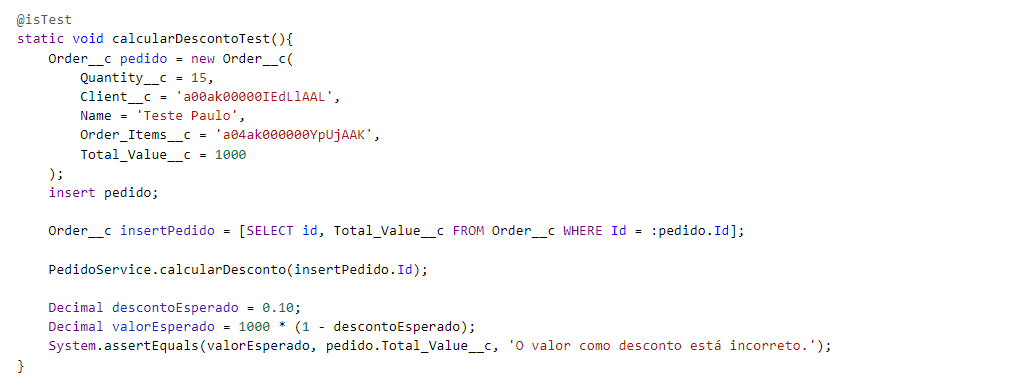 @isTest
static void calcularDescontoTest(){
    Order__c pedido = new Order__c(
        Quantity__c = 15,
        Client__c = 'a00ak00000IEdLlAAL',
        Name = 'Teste Paulo',
        Order_Items__c = 'a04ak000000YpUjAAK',
        Total_Value__c = 1000
    );
    insert pedido;
    Order__c insertPedido = [SELECT id, Total_Value__c FROM Order__c WHERE Id = :pedido.Id];
    PedidoService.calcularDesconto(insertPedido.Id);
    Decimal descontoEsperado = 0.10;
    Decimal valorEsperado = 1000 * (1 - descontoEsperado);
    System.assertEquals(valorEsperado, pedido.Total_Value__c, 'O valor como desconto está incorreto.');
}